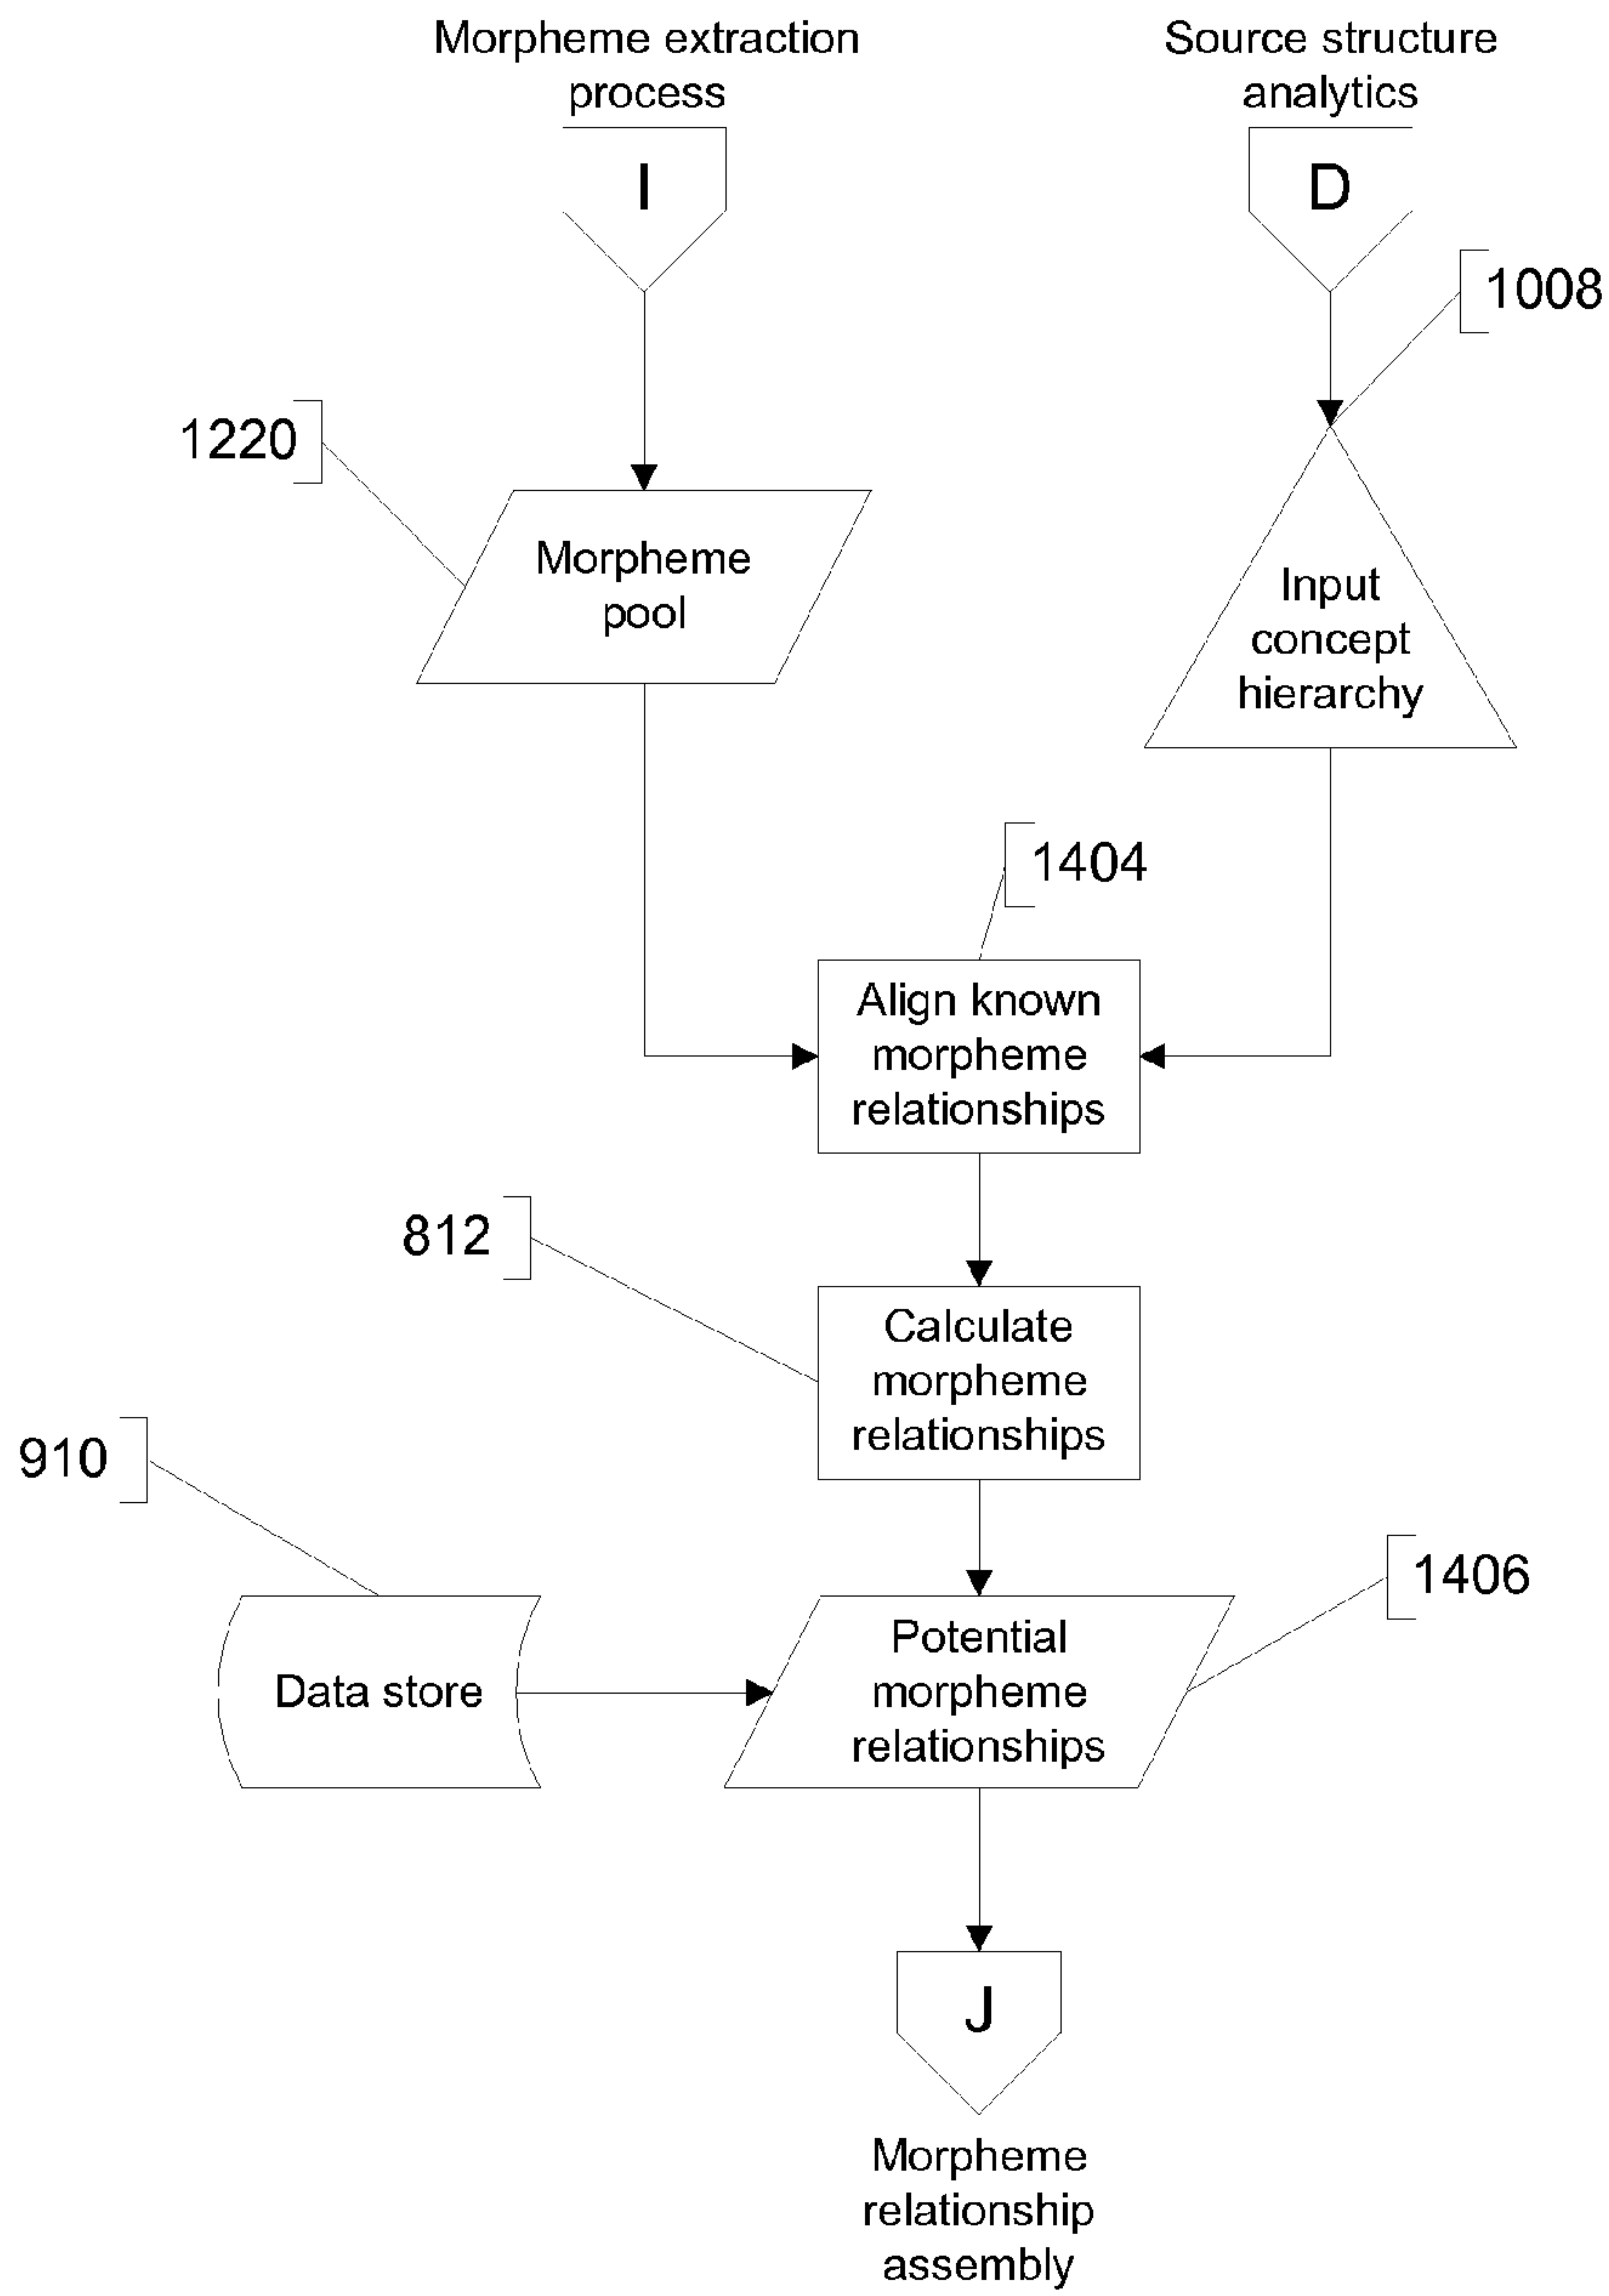 Morpheme extraction
process
Source structure
analytics
I
D
1008
1220
Morpheme
pool
Input
concept
hierarchy
1404
Align known
morpheme
relationships
812
Calculate
morpheme
relationships
910
1406
Data store
Potential
morpheme
relationships
J
Morpheme
relationship
assembly